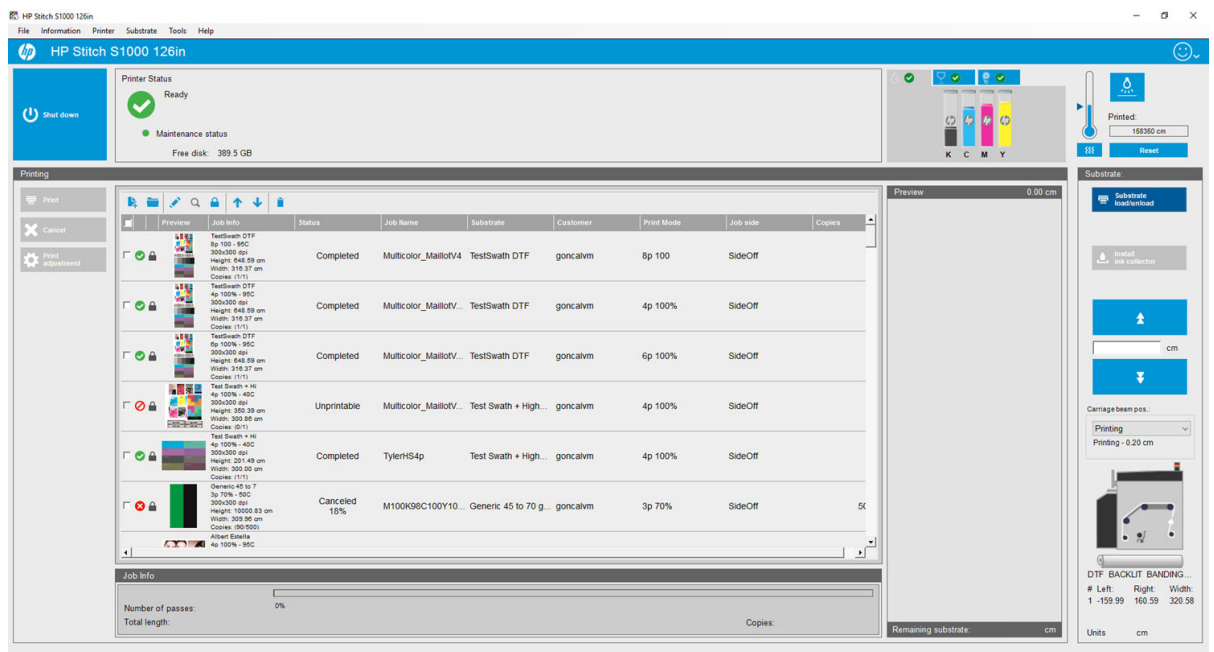 HP Stitch S1000 126in
File Information Printer Substrate Tools Help
hp HP Stitch S1000 126in
Shut down
Printer Status
Ready
Maintenance status
Free disk: 389.5 GB
K C M Y
Printed:
158350 cm
Reset
Printing
Print
Cancel
Print
adjustment
Preview Job Info Status Job Name Substrate Customer Print Mode Job side Copies
TestSwath DTF
8p 100 - 95C
300x300 dpi
Height: 648.59 cm
Width: 316.37 cm
Copies: (1/1)
Completed Multicolor_MaillotV4 TestSwath DTF goncalvm 8p 100 SideOff
TestSwath DTF
4p 100% - 95C
300x300 dpi
Height: 648.59 cm
Width: 316.37 cm
Copies: (1/1)
Completed Multicolor_MaillotV... TestSwath DTF goncalvm 4p 100% SideOff
TestSwath DTF
6p 100% - 95C
300x300 dpi
Height: 648.59 cm
Width: 316.37 cm
Copies: (1/1)
Completed Multicolor_MaillotV... TestSwath DTF goncalvm 6p 100% SideOff
Test Swath + Hi
4p 100% - 40C
300x300 dpi
Height: 350.39 cm
Width: 300.86 cm
Copies: (0/1)
Unprintable Multicolor_MaillotV... Test Swath + High... goncalvm 4p 100% SideOff
Test Swath + Hi
4p 100% - 40C
300x300 dpi
Height: 201.49 cm
Width: 300.00 cm
Copies: (1/1)
Completed TylerHS4p Test Swath + High... goncalvm 4p 100% SideOff
Generic 45 to 7
3p 70% - 50C
300x300 dpi
Height: 10000.83 cm
Width: 309.96 cm
Copies: (90/500)
Canceled
18%
M100K98C100Y10... Generic 45 to 70 g... goncalvm 3p 70% SideOff 50
Albert Estella
4p 100% - 95C
Job Info
0%
Number of passes:
Total length:
Copies:
Preview 0.00 cm
Remaining substrate: cm
Substrate:
Substrate
load/unload
Install
ink collector
cm
Carriage beam pos.:
Printing
Printing - 0.20 cm
DTF BACKLIT BANDING...
# Left: Right: Width:
1 -159.99 160.59 320.58
Units cm